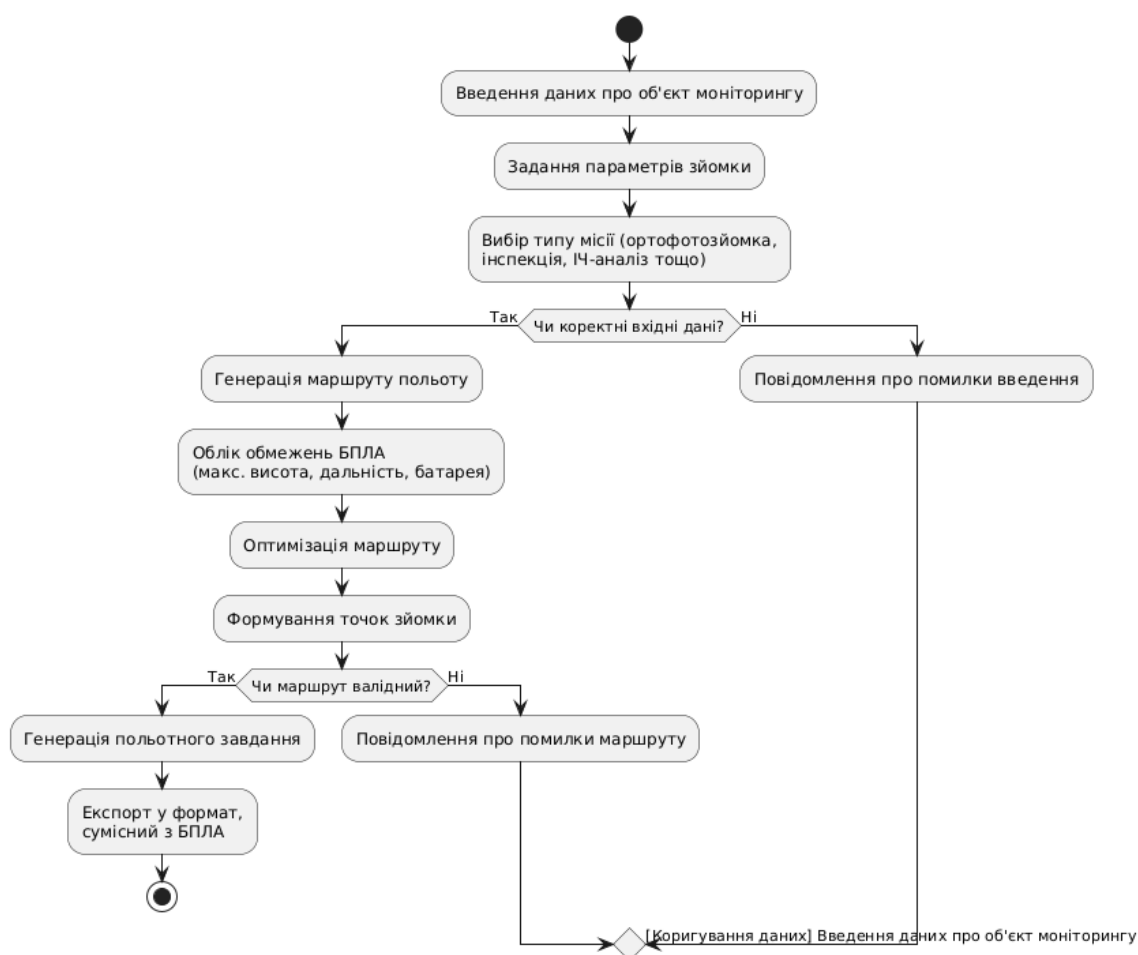 Введення даних про об'єкт моніторингу
Задання параметрів зйомки
Вибір типу місії (ортофотозйомка,
інспекція, ІЧ-аналіз тощо)
Так
Чи коректні вхідні дані?
Ні
Генерація маршруту польоту
Повідомлення про помилки введення
Облік обмежень БПЛА
(макс. висота, дальність, батарея)
Оптимізація маршруту
Формування точок зйомки
Так
Чи маршрут валідний?
Ні
Генерація польотного завдання
Повідомлення про помилки маршруту
Експорт у формат,
сумісний з БПЛА
[Коригування даних] Введення даних про об'єкт моніторингу